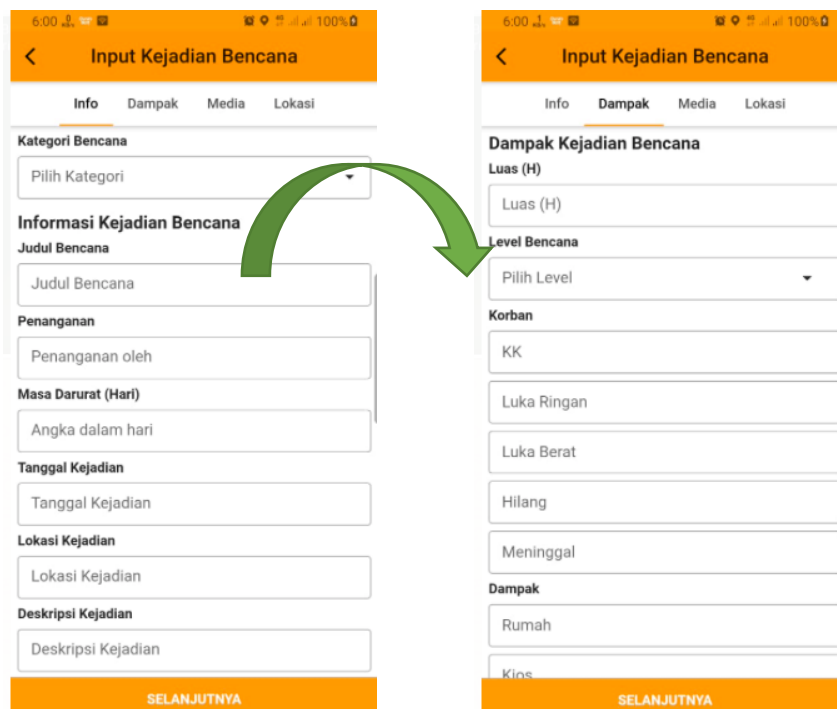 6:00
100%
Input Kejadian Bencana
Info Dampak Media Lokasi
Kategori Bencana
Pilih Kategori
Informasi Kejadian Bencana
Judul Bencana
Judul Bencana
Penanganan
Penanganan oleh
Masa Darurat (Hari)
Angka dalam hari
Tanggal Kejadian
Tanggal Kejadian
Lokasi Kejadian
Lokasi Kejadian
Deskripsi Kejadian
Deskripsi Kejadian
SELANJUTNYA
6:00
100%
Input Kejadian Bencana
Info Dampak Media Lokasi
Dampak Kejadian Bencana
Luas (H)
Luas (H)
Level Bencana
Pilih Level
Korban
KK
Luka Ringan
Luka Berat
Hilang
Meninggal
Dampak
Rumah
Kios
SELANJUTNYA